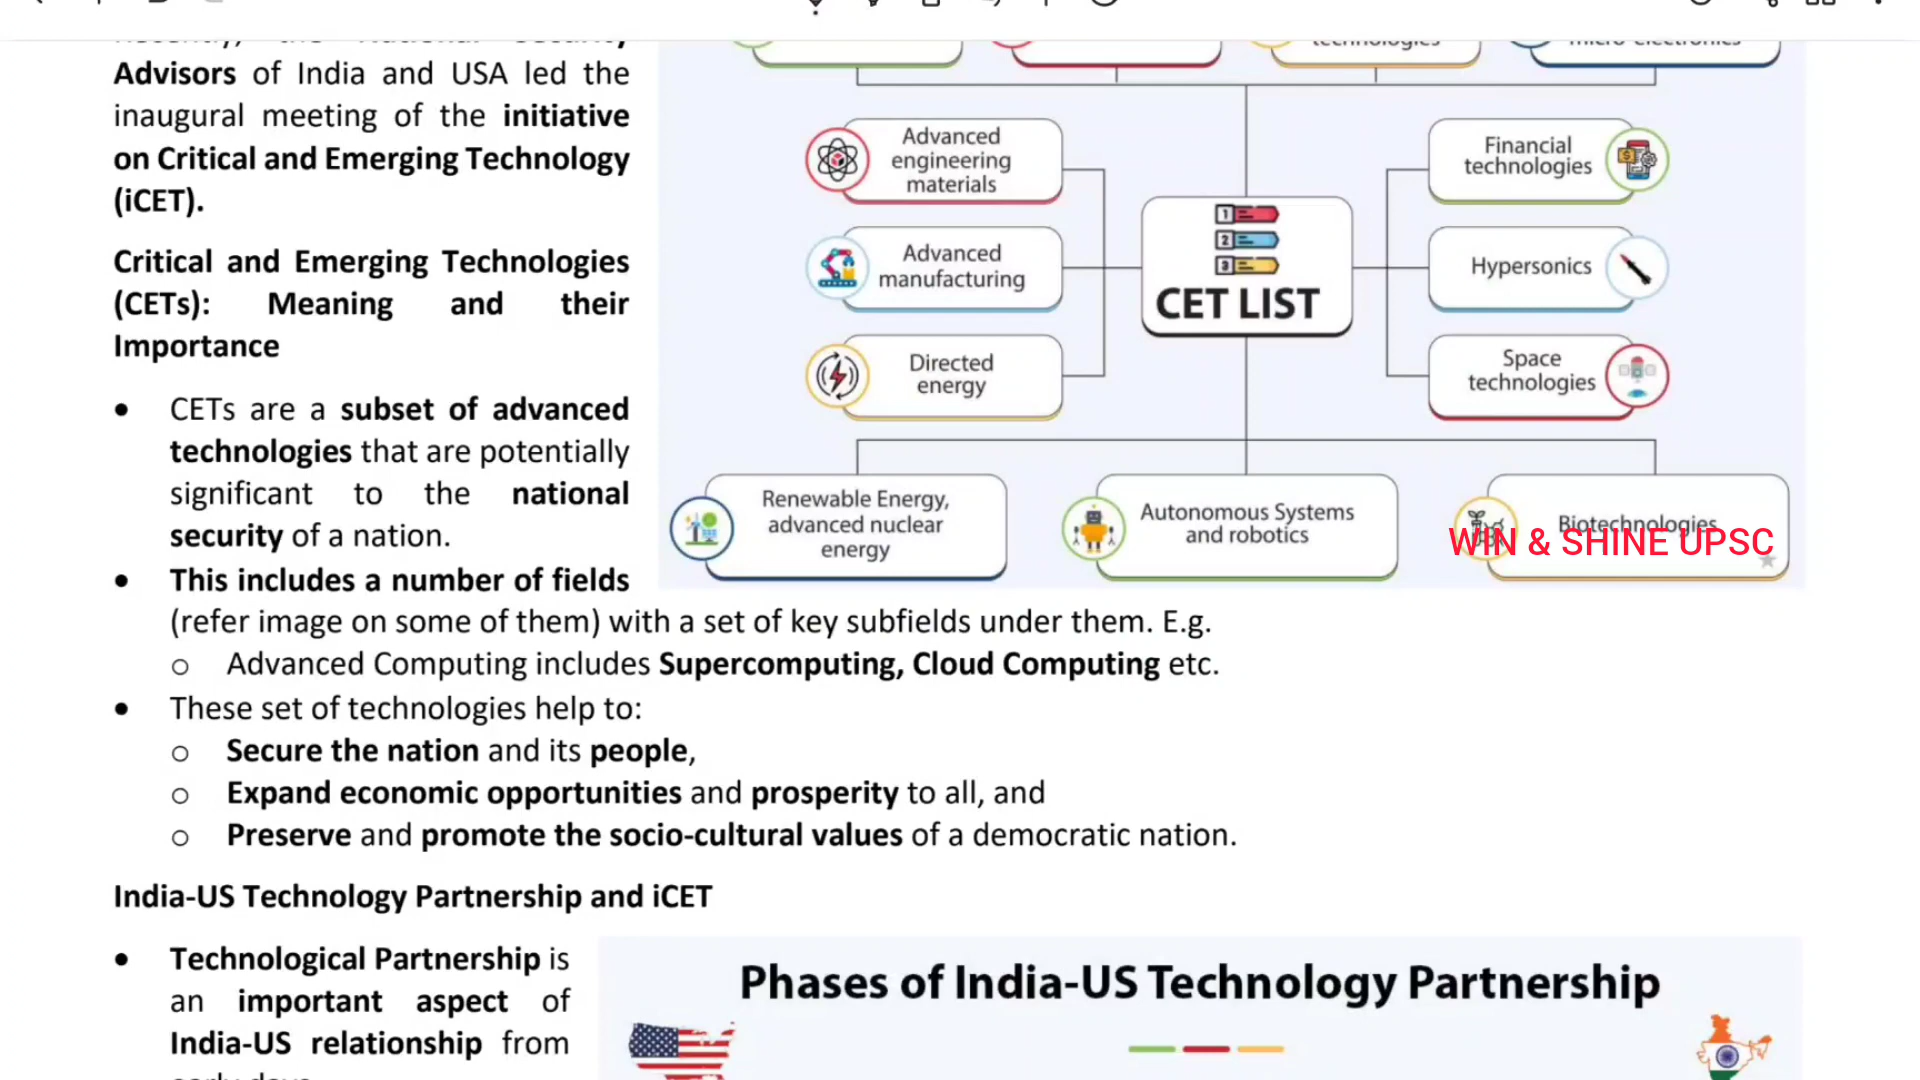 Advisors of India and USA led the
inaugural meeting of the initiative
on Critical and Emerging Technology
(iCET).
Critical and Emerging Technologies
(CETs): Meaning and their
Importance
• CETs are a subset of advanced
technologies that are potentially
significant to the national
security of a nation.
• This includes a number of fields
(refer image on some of them) with a set of key subfields under them. E.g.
o Advanced Computing includes Supercomputing, Cloud Computing etc.
• These set of technologies help to:
o Secure the nation and its people,
o Expand economic opportunities and prosperity to all, and
o Preserve and promote the socio-cultural values of a democratic nation.
India-US Technology Partnership and iCET
• Technological Partnership is
an important aspect of
India-US relationship from
technologies
Advanced
engineering
materials
Advanced
manufacturing
Directed
energy
1
2
3
CET LIST
Financial
technologies
Hypersonics
Space
technologies
Renewable Energy,
advanced nuclear
energy
Autonomous Systems
and robotics
Biotechnologies
WIN & SHINE UPSC
Phases of India-US Technology Partnership